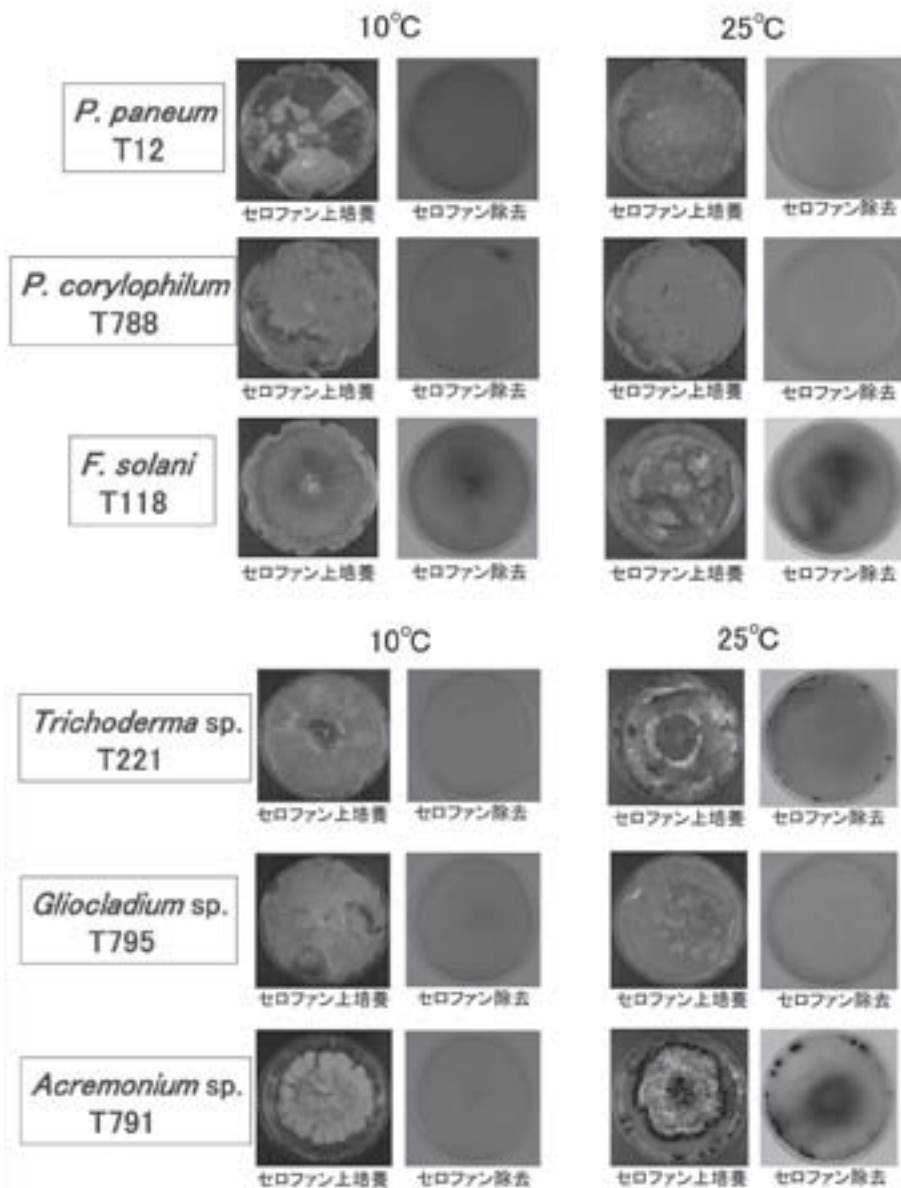 10℃ 25℃
P. paneum
T12
セロファン上培養 セロファン除去 セロファン上培養 セロファン除去
P. corylophilum
T788
セロファン上培養 セロファン除去 セロファン上培養 セロファン除去
F. solani
T118
セロファン上培養 セロファン除去 セロファン上培養 セロファン除去
10℃ 25℃
Trichoderma sp.
T221
セロファン上培養 セロファン除去 セロファン上培養 セロファン除去
Gliocladium sp.
T795
セロファン上培養 セロファン除去 セロファン上培養 セロファン除去
Acremonium sp.
T791
セロファン上培養 セロファン除去 セロファン上培養 セロファン除去